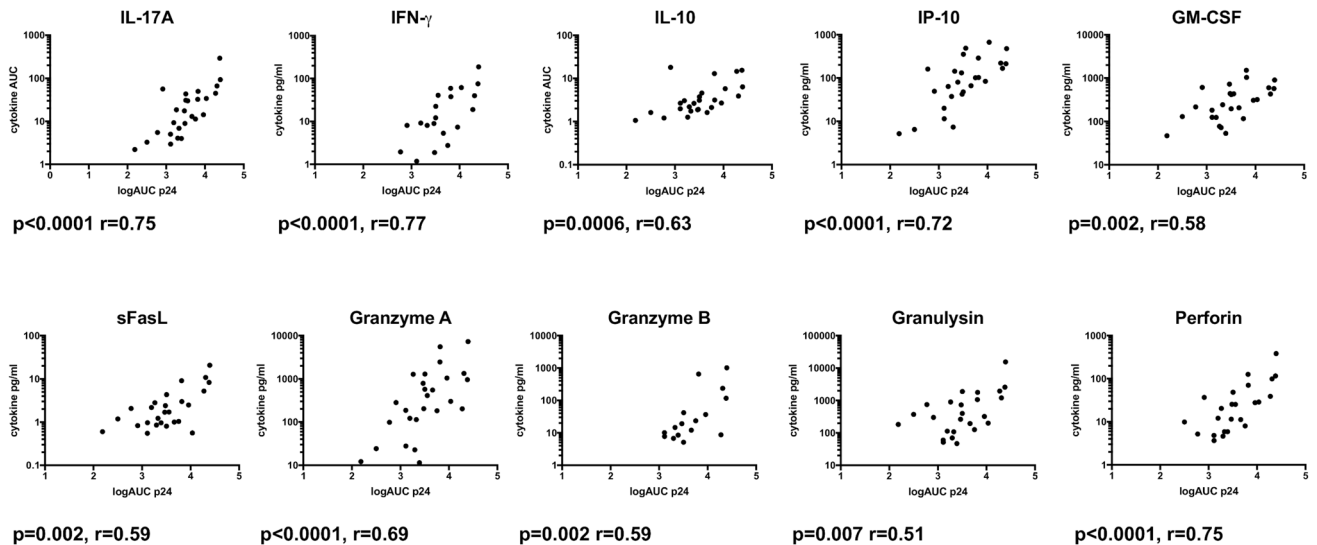 IL-17A
1000
100
10
1
0 0 1 2 3 4 5
cytokine AUC
logAUC p24
p<0.0001 r=0.75
IFN-γ
1000
100
10
1
1 2 3 4 5
cytokine pg/ml
logAUC p24
p<0.0001, r=0.77
IL-10
100
10
1
0.1
1 2 3 4 5
cytokine AUC
logAUC p24
p=0.0006, r=0.63
IP-10
1000
100
10
1
1 2 3 4 5
cytokine pg/ml
logAUC p24
p<0.0001, r=0.72
GM-CSF
10000
1000
100
10
1 2 3 4 5
cytokine pg/ml
logAUC p24
p=0.002, r=0.58
sFasL
100
10
1
0.1
1 2 3 4 5
cytokine pg/ml
logAUC p24
p=0.002, r=0.59
Granzyme A
10000
1000
100
10
1 2 3 4 5
cytokine pg/ml
logAUC p24
p<0.0001, r=0.69
Granzyme B
10000
1000
100
10
1
1 2 3 4 5
cytokine pg/ml
logAUC p24
p=0.002 r=0.59
Granulysin
100000
10000
1000
100
10
1 2 3 4 5
cytokine pg/ml
logAUC p24
p=0.007 r=0.51
Perforin
1000
100
10
1
1 2 3 4 5
cytokine pg/ml
logAUC p24
p<0.0001, r=0.75